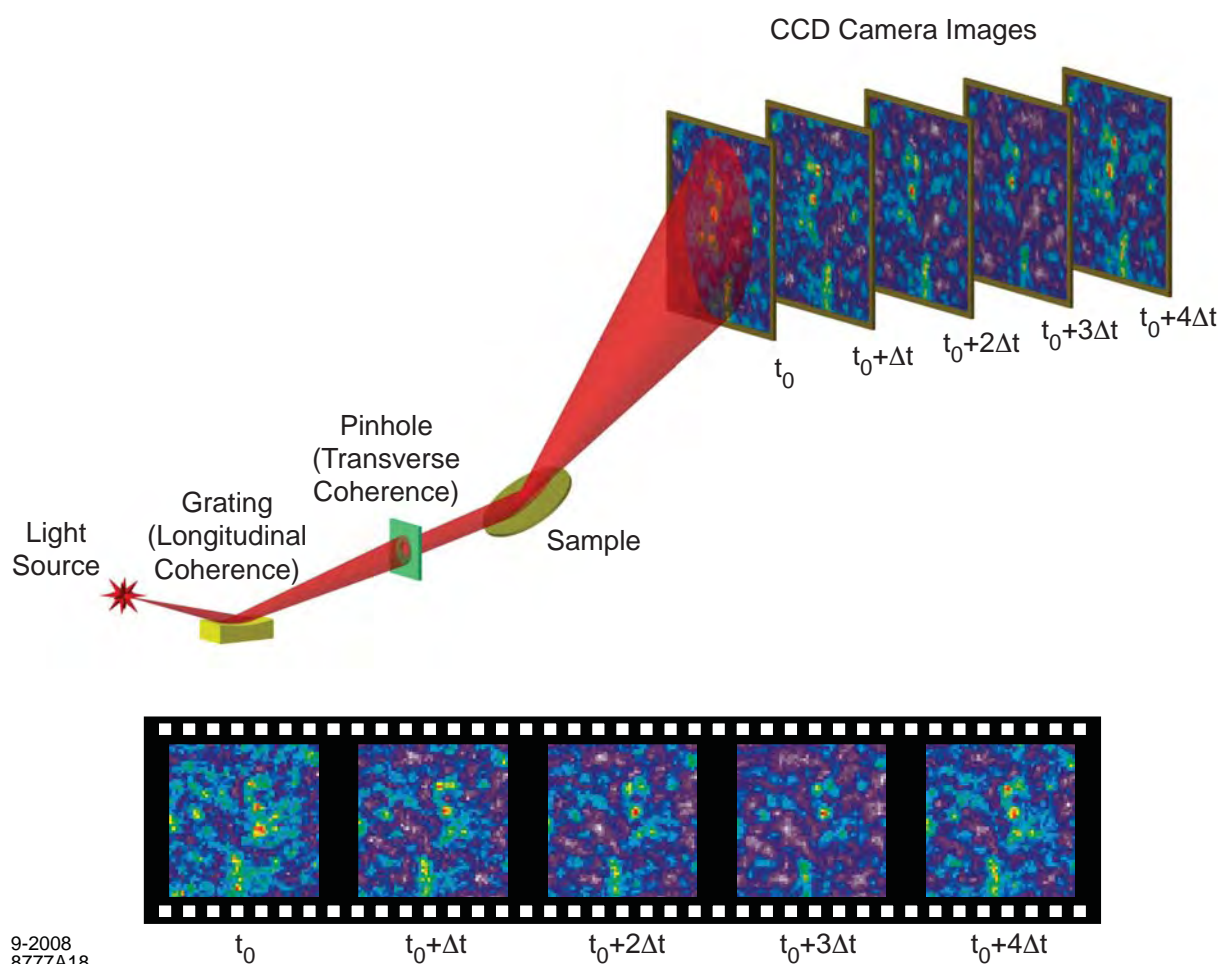 CCD Camera Images
t0
t0+Δt
t0+2Δt
t0+3Δt
t0+4Δt
Pinhole
(Transverse
Coherence)
Grating
(Longitudinal
Coherence)
Light
Source
Sample
t0
t0+Δt
t0+2Δt
t0+3Δt
t0+4Δt
9-2008
8777A18